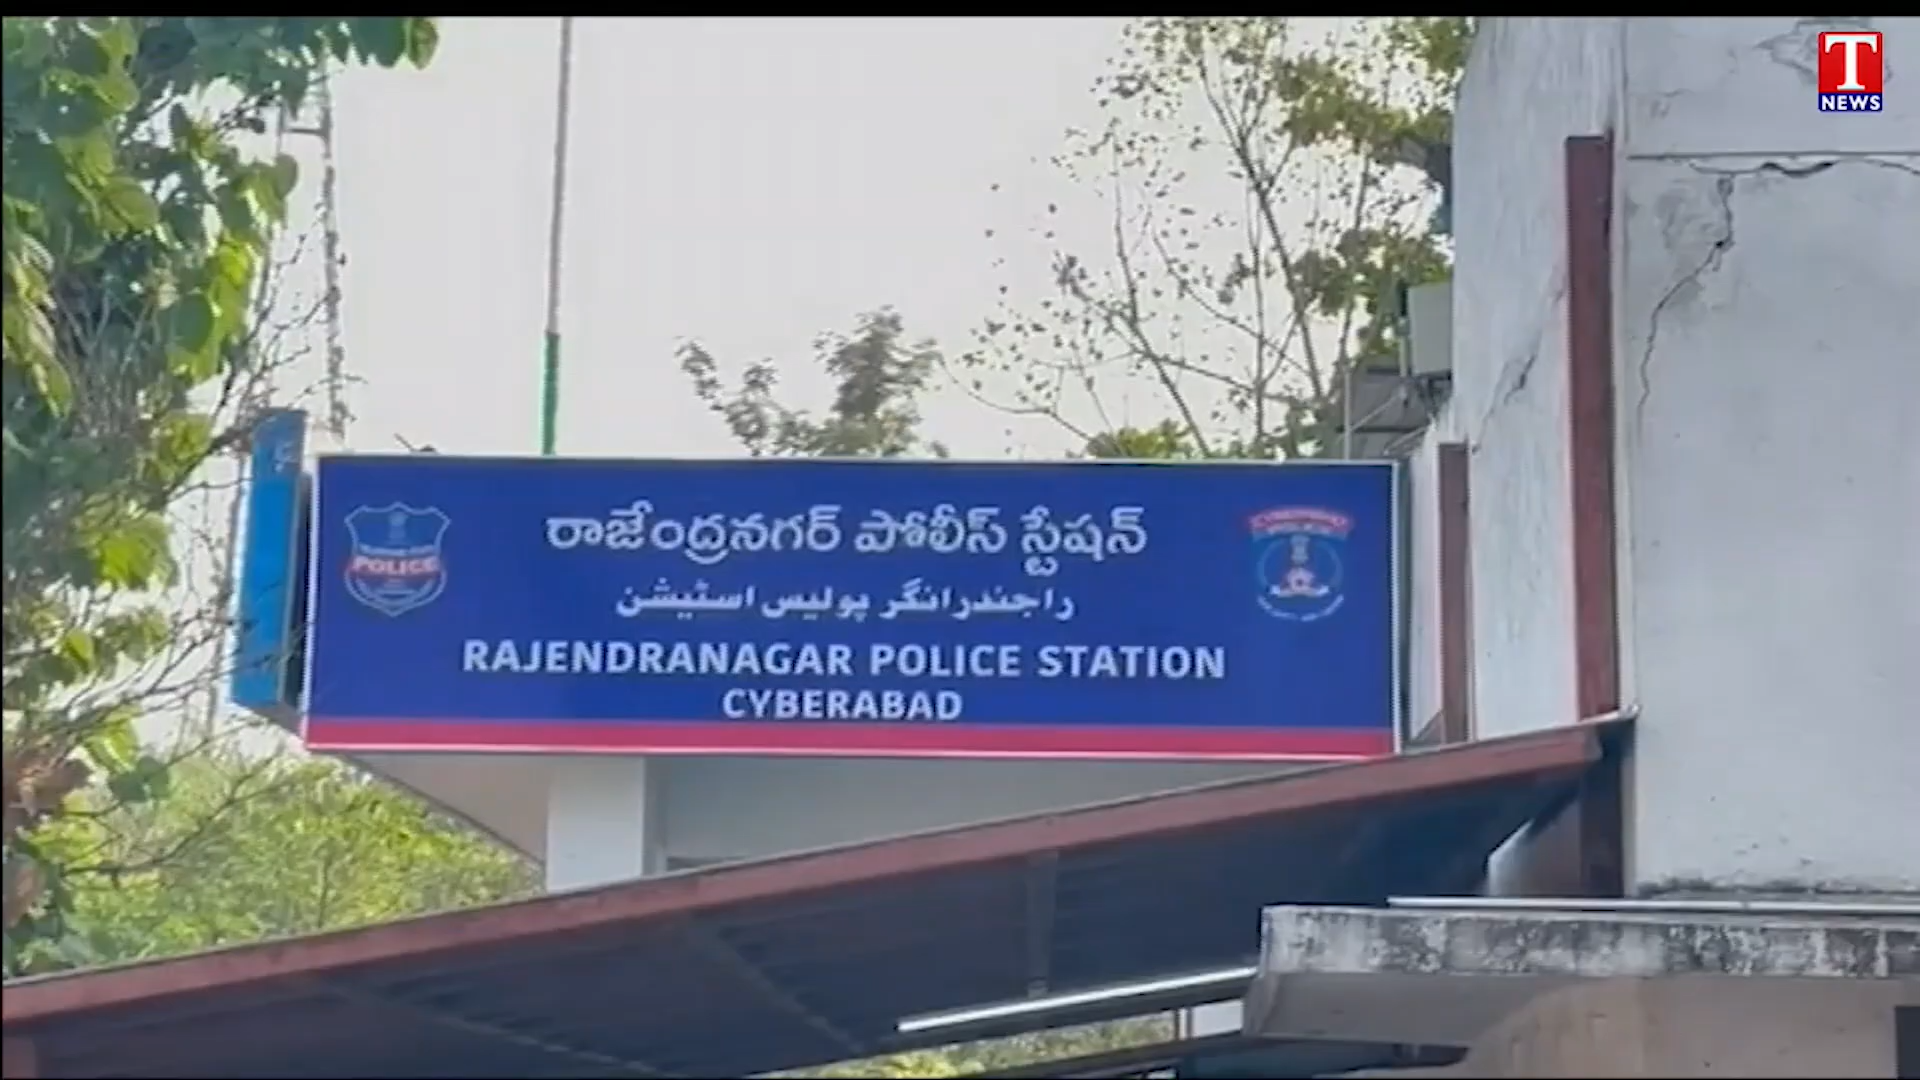 T
NEWS
రాజేంద్రనగర్ పోలీస్ స్టేషన్
راجندرانگر پولیس اسٹیشن
RAJENDRANAGAR POLICE STATION
CYBERABAD
POLICE